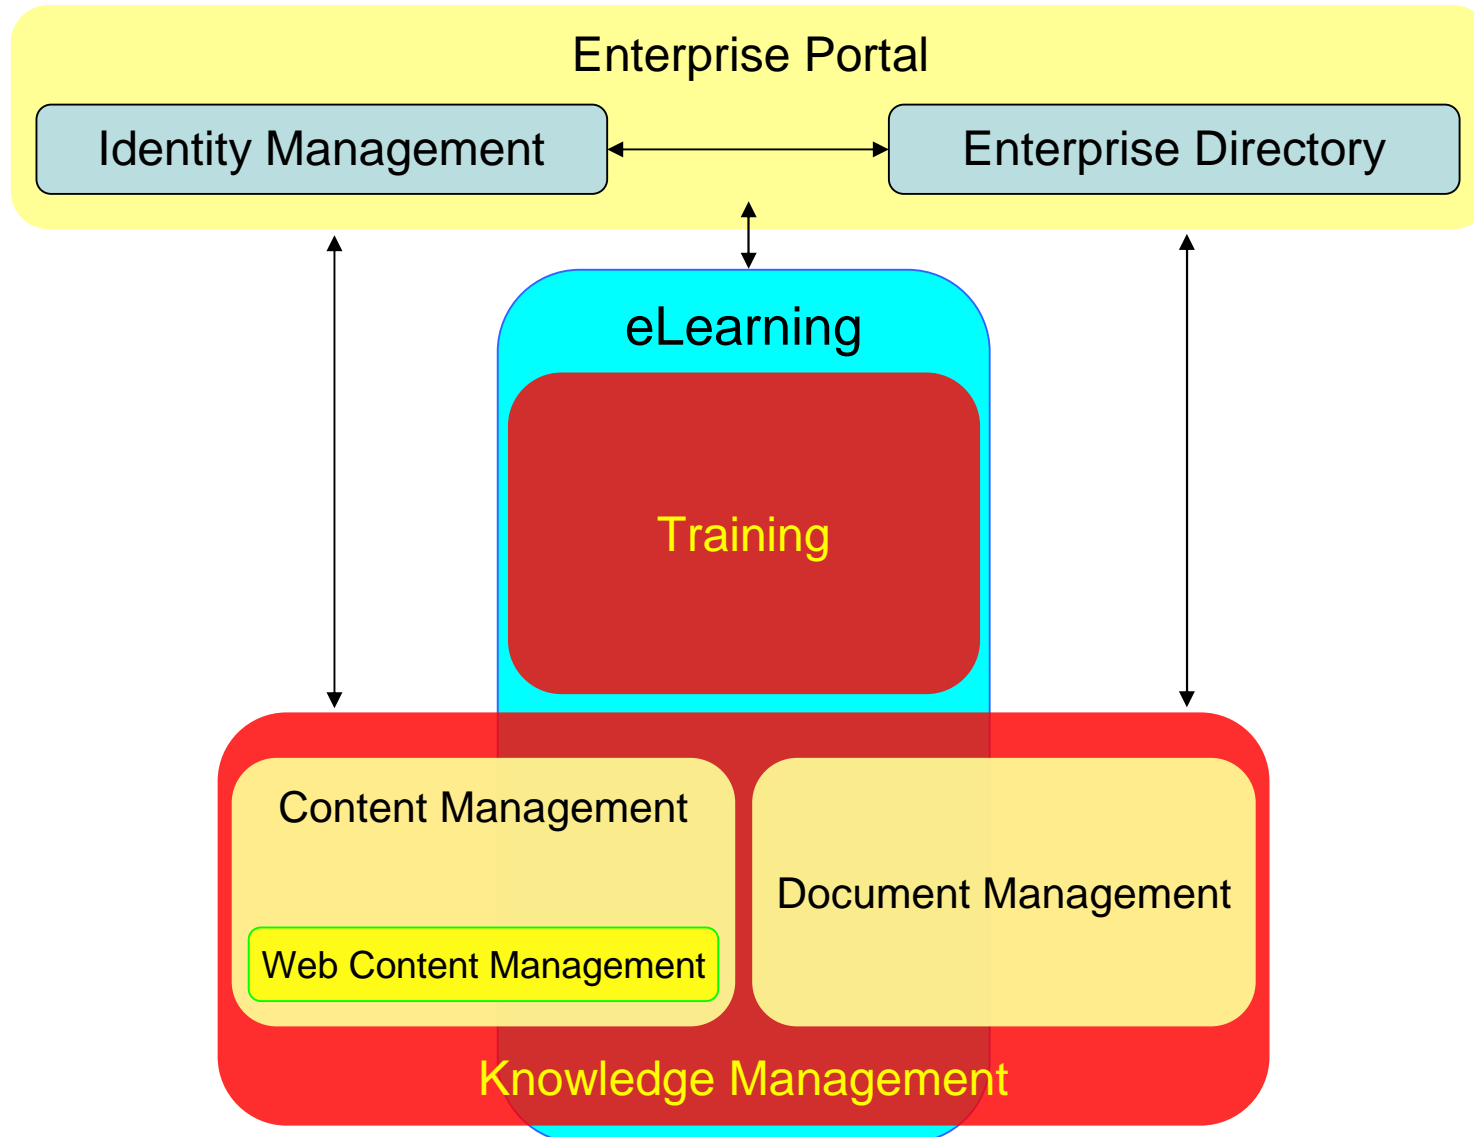 Enterprise Portal
Identity Management
Enterprise Directory
eLearning
Training
Content Management
Document Management
Web Content Management
Knowledge Management